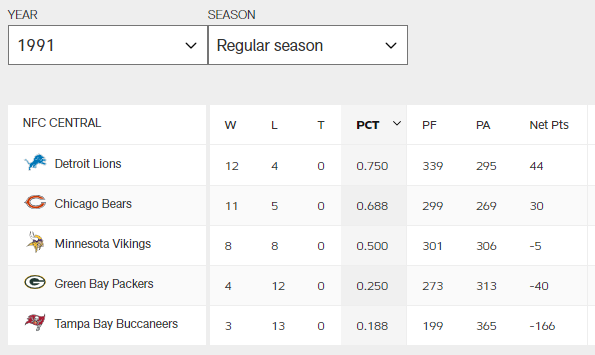 YEAR SEASON
1991 Regular season
NFC CENTRAL W L T PCT PF PA Net Pts
Detroit Lions 12 4 0 0.750 339 295 44
Chicago Bears 11 5 0 0.688 299 269 30
Minnesota Vikings 8 8 0 0.500 301 306 -5
Green Bay Packers 4 12 0 0.250 273 313 -40
Tampa Bay Buccaneers 3 13 0 0.188 199 365 -166